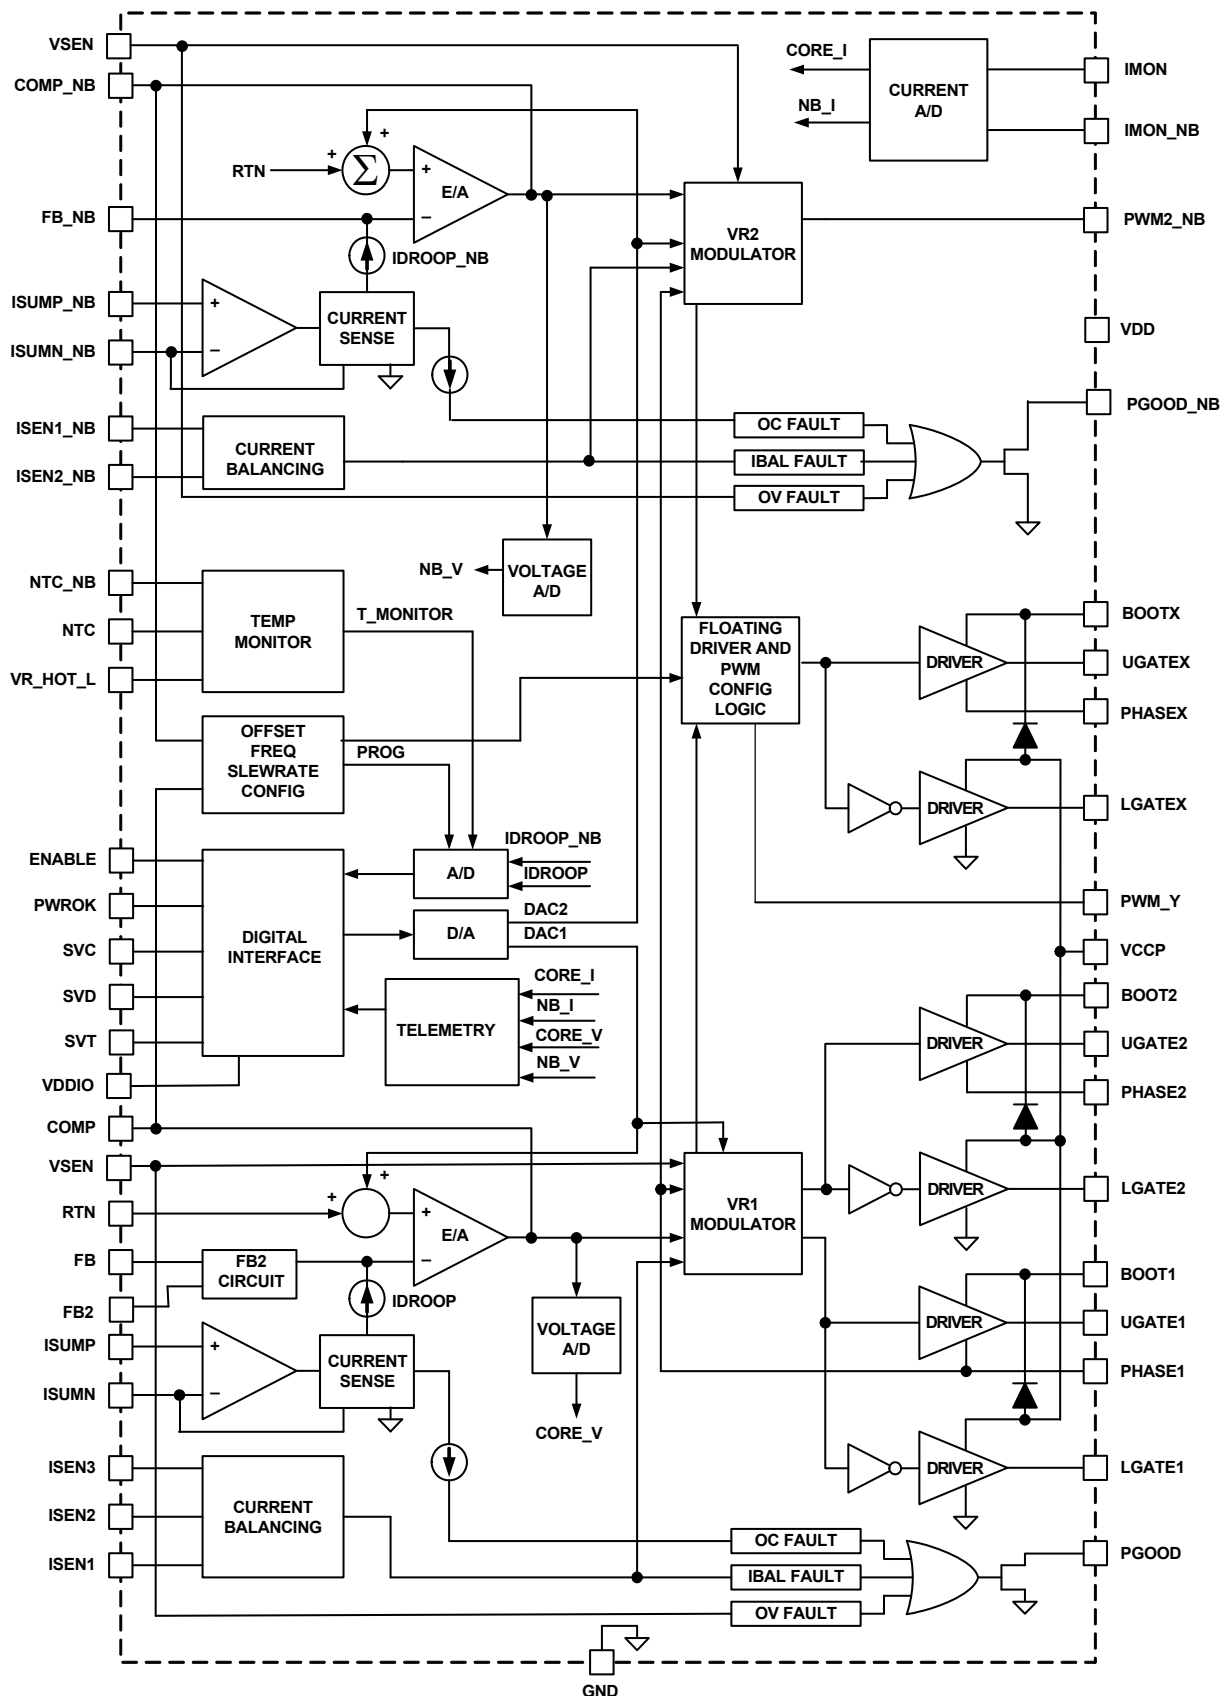 VSEN
COMP_NB
FB_NB
ISUMP_NB
ISUMN_NB
ISEN1_NB
ISEN2_NB
NTC_NB
NTC
VR_HOT_L
ENABLE
PWROK
SVC
SVD
SVT
VDDIO
COMP
VSEN
RTN
FB
FB2
ISUMP
ISUMN
ISEN3
ISEN2
ISEN1
CORE_I
NB_I
CURRENT
A/D
+
+
RTN
Σ
+
E/A
−
IDROOP_NB
+
−
CURRENT
SENSE
VR2
MODULATOR
CURRENT
BALANCING
OC FAULT
IBAL FAULT
OV FAULT
NB_V
VOLTAGE
A/D
TEMP
MONITOR
T_MONITOR
OFFSET
FREQ
SLEWRATE
CONFIG
PROG
FLOATING
DRIVER AND
PWM
CONFIG
LOGIC
DRIVER
DRIVER
IDROOP_NB
IDROOP
A/D
D/A
DAC2
DAC1
DIGITAL
INTERFACE
TELEMETRY
CORE_I
NB_I
CORE_V
NB_V
DRIVER
DRIVER
+
+
+
E/A
−
VR1
MODULATOR
FB2
CIRCUIT
IDROOP
+
−
CURRENT
SENSE
VOLTAGE
A/D
CORE_V
DRIVER
DRIVER
CURRENT
BALANCING
OC FAULT
IBAL FAULT
OV FAULT
IMON
IMON_NB
PWM2_NB
VDD
PGOOD_NB
BOOTX
UGATEX
PHASEX
LGATEX
PWM_Y
VCCP
BOOT2
UGATE2
PHASE2
LGATE2
BOOT1
UGATE1
PHASE1
LGATE1
PGOOD
GND